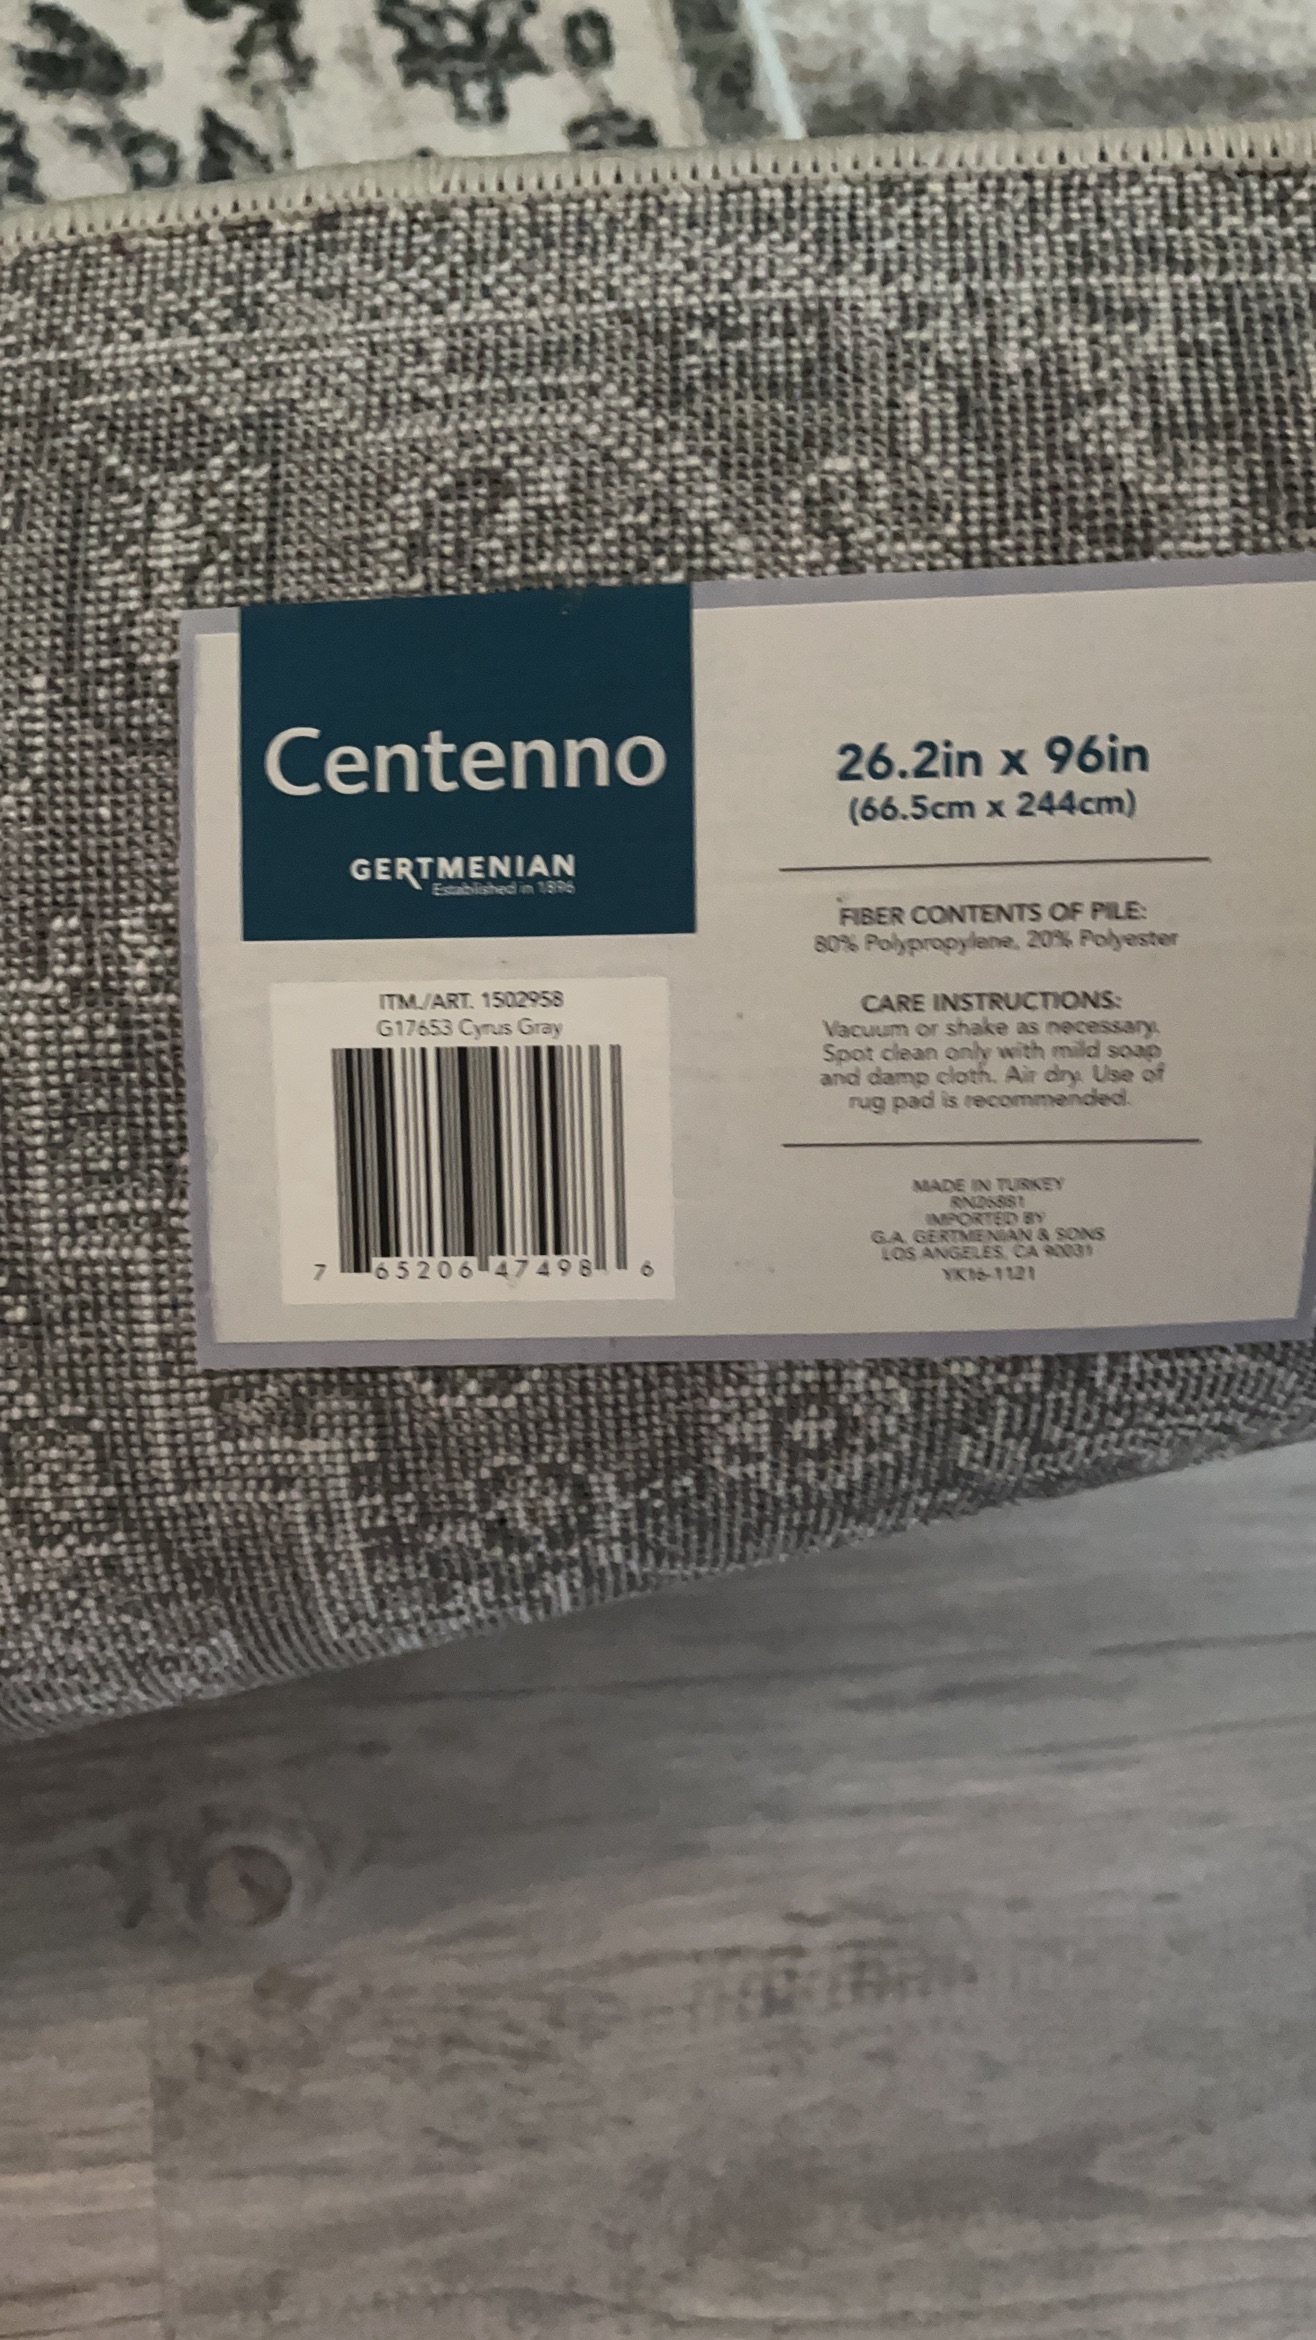 Centenno
GERTMENIAN
Established in 1896
ITM./ART. 1502958
G17653 Cyrus Gray
7 65206 47498 6
26.2in x 96in
(66.5cm x 244cm)
FIBER CONTENTS OF PILE:
80% Polypropylene, 20% Polyester
CARE INSTRUCTIONS:
Vacuum or shake as necessary.
Spot clean only with mild soap
and damp cloth. Air dry. Use of
rug pad is recommended.
MADE IN TURKEY
RN26881
IMPORTED BY
G.A. GERTMENIAN & SONS
LOS ANGELES, CA 90031
YK16-1121